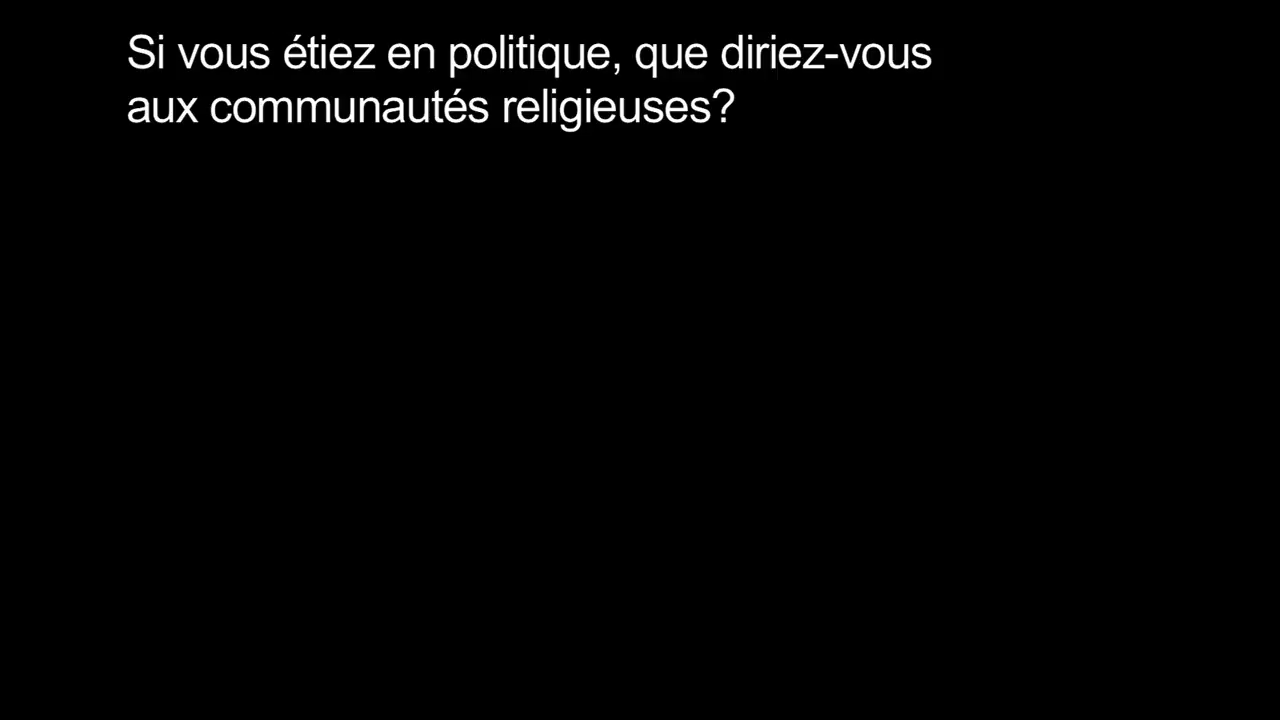 Si vous étiez en politique, que diriez-vous
aux communautés religieuses?